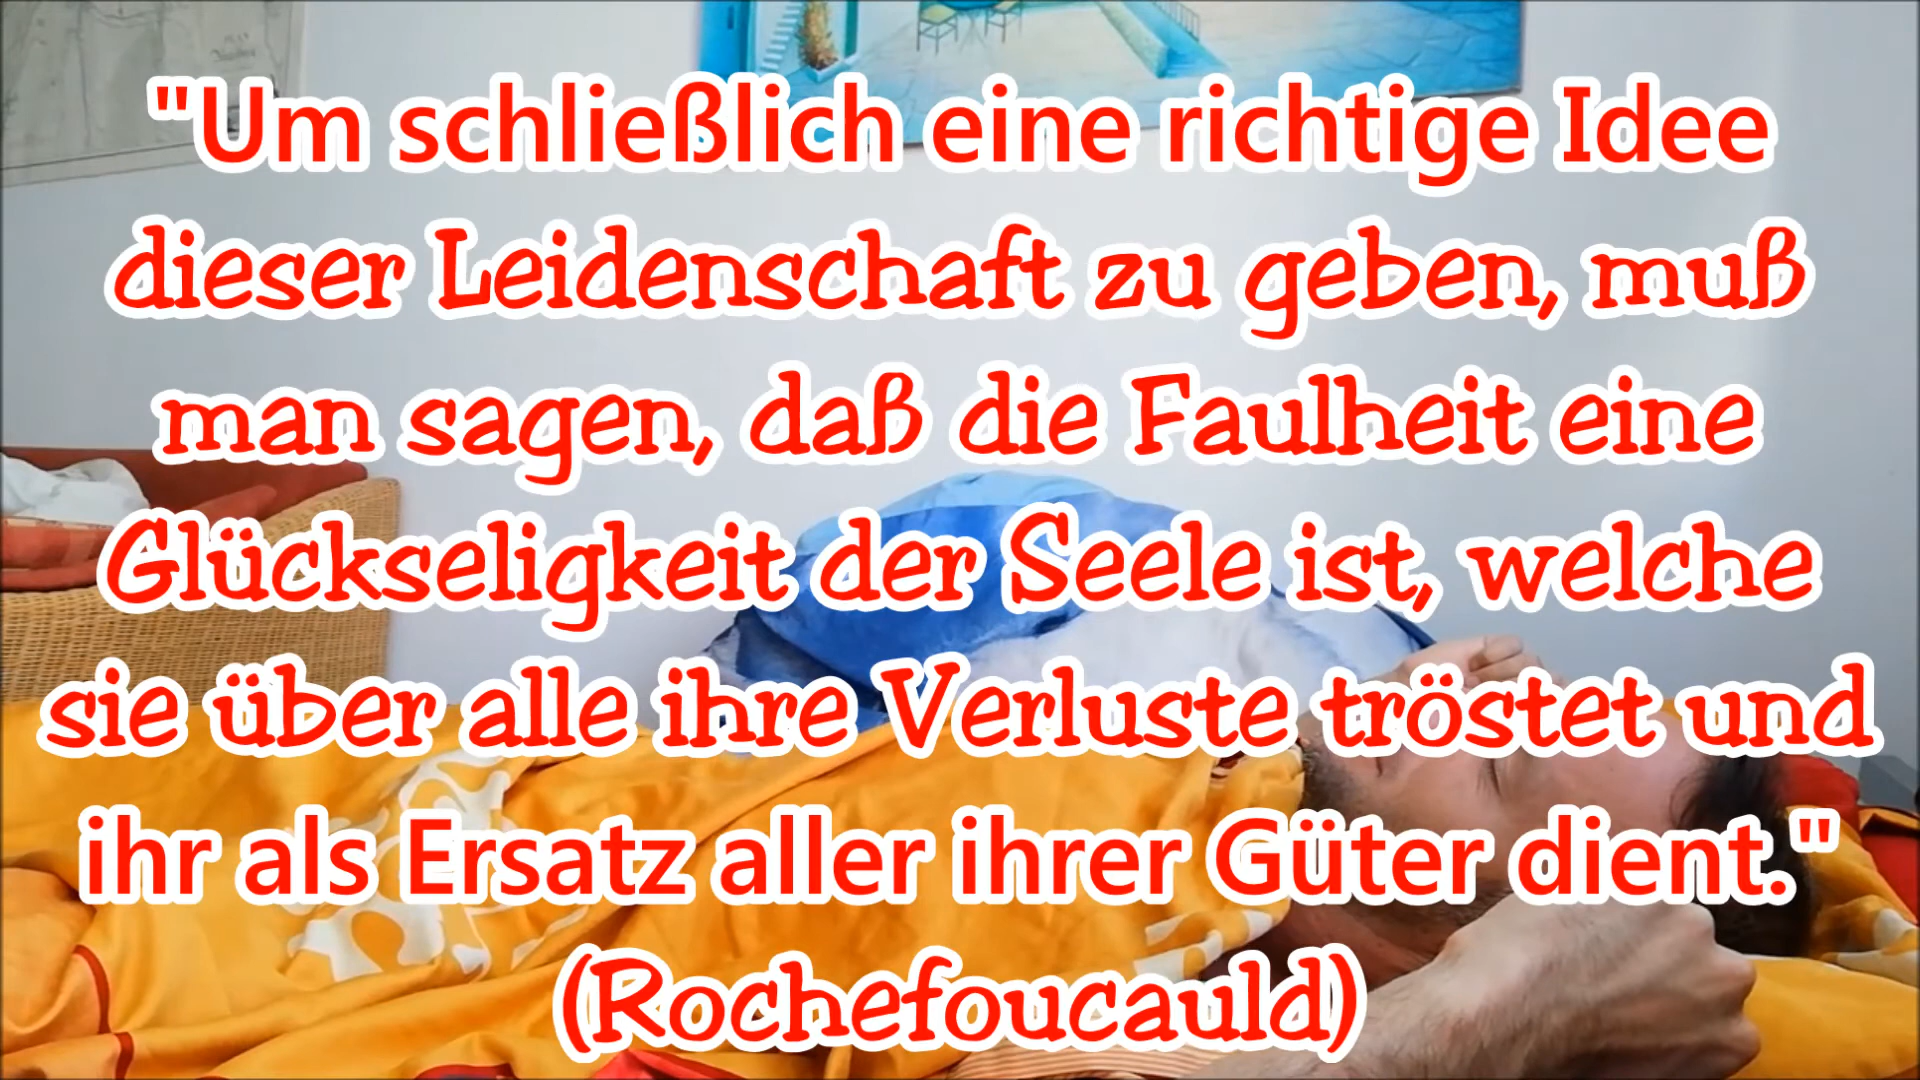 "Um schließlich eine richtige Idee
dieser Leidenschaft zu geben, muß
man sagen, daß die Faulheit eine
Glückseligkeit der Seele ist, welche
sie über alle ihre Verluste tröstet und
ihr als Ersatz aller ihrer Güter dient."
(Rochefoucauld)